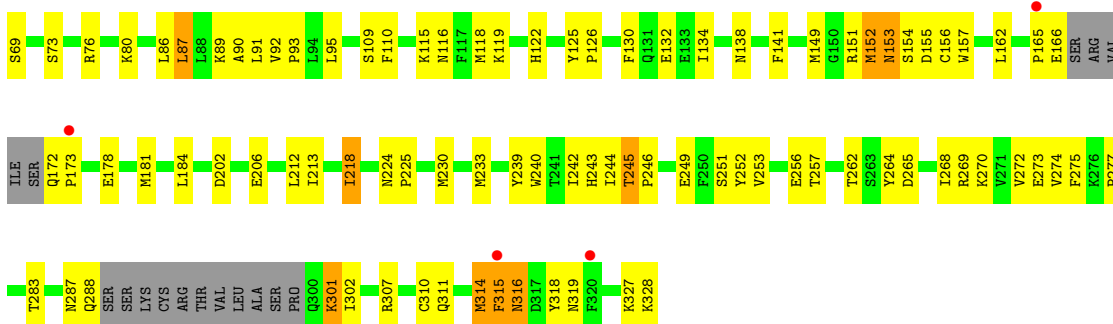 S69 S73 R76 K80 L86 L87 L88 K89 A90 L91 V92 P93 L94 L95 S109 F110 K115 N116 F117 M118 K119 H122 Y125 P126 F130 Q131 E132 E133 I134 N138 F141 M149 G150 R151 M152 N153 S154 D155 C156 W157 L162 P165 E166 SER ARG VAL
ILE SER Q172 P173 E178 M181 L184 D202 E206 L212 I213 I218 N224 P225 M230 M233 Y239 W240 T241 I242 H243 I244 T245 P246 E249 F250 S251 Y252 V253 E256 T257 T262 S263 Y264 D265 I268 R269 K270 V271 V272 E273 V274 F275 K276
T283 N287 Q288 SER SER LYS CYS ARG THR VAL LEU ALA SER PRO Q300 K301 I302 R307 C310 Q311 M314 F315 N316 D317 Y318 N319 F320 K327 K328